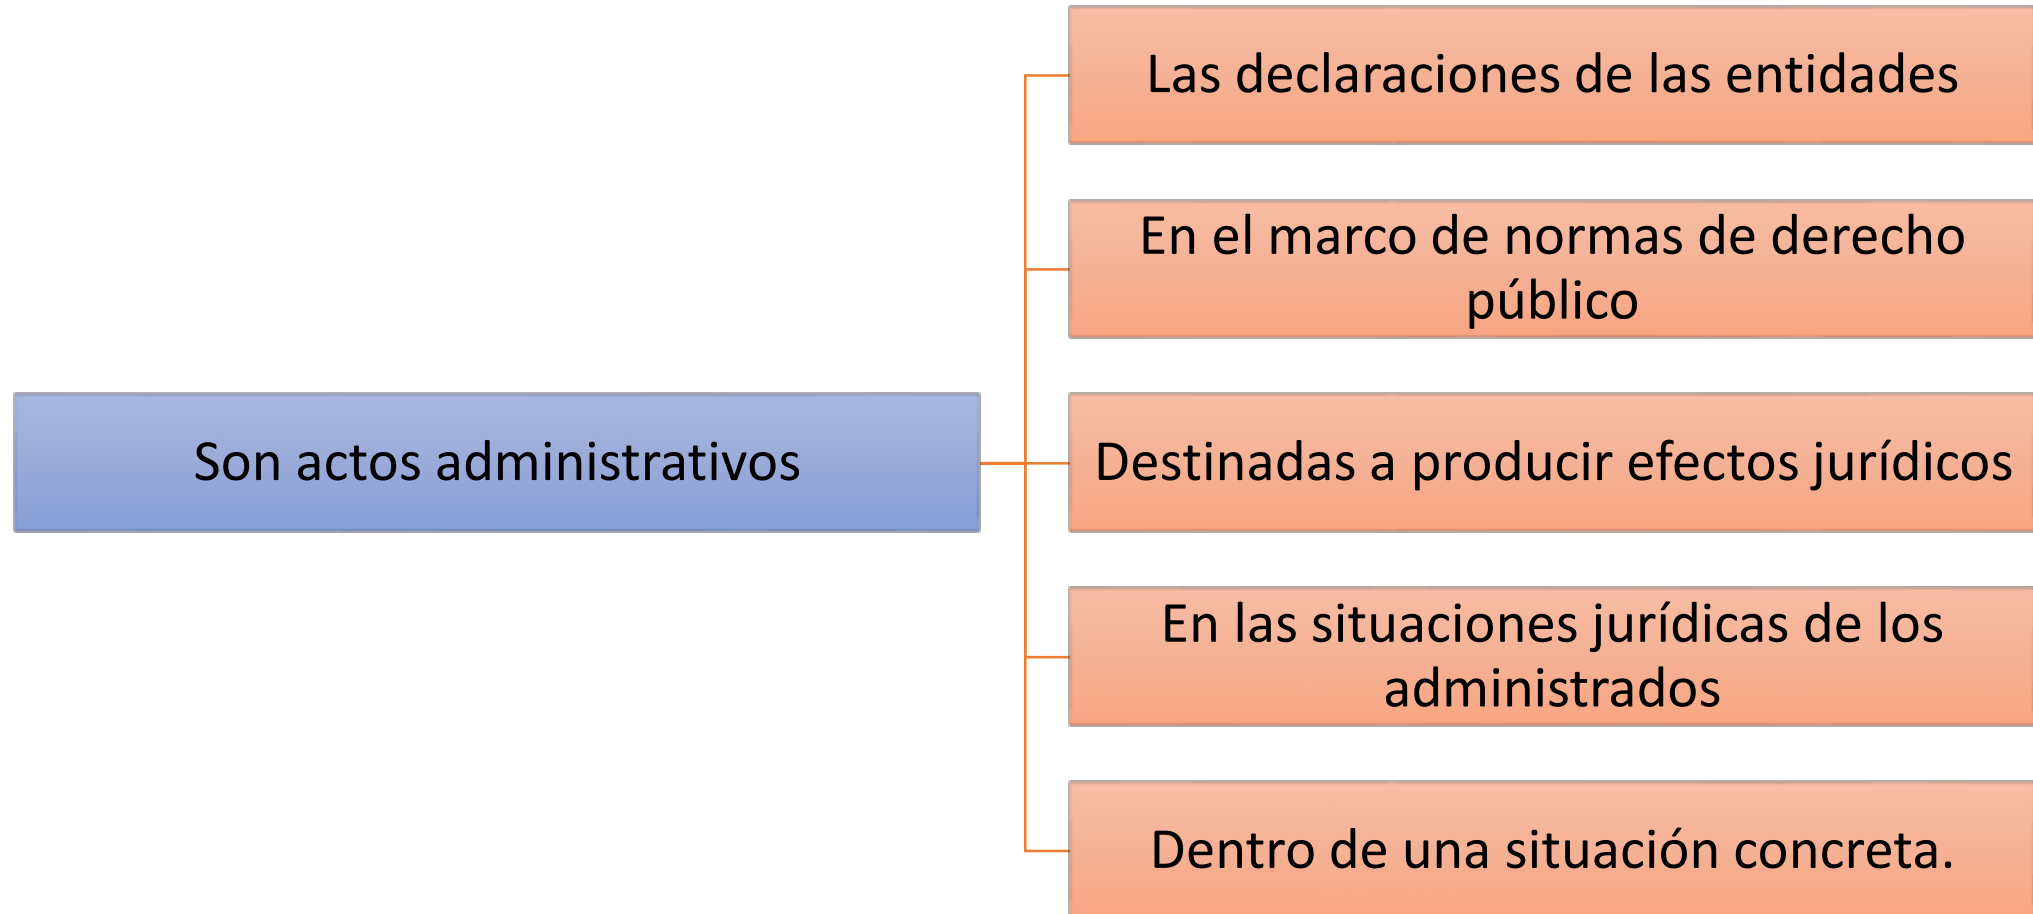 Las declaraciones de las entidades
En el marco de normas de derecho
público
Son actos administrativos
Destinadas a producir efectos jurídicos
En las situaciones jurídicas de los
administrados
Dentro de una situación concreta.